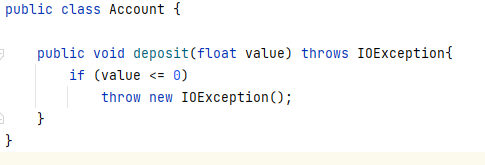 public class Account {
public void deposit(float value) throws IOException{
if (value <= 0)
throw new IOException();
}
}